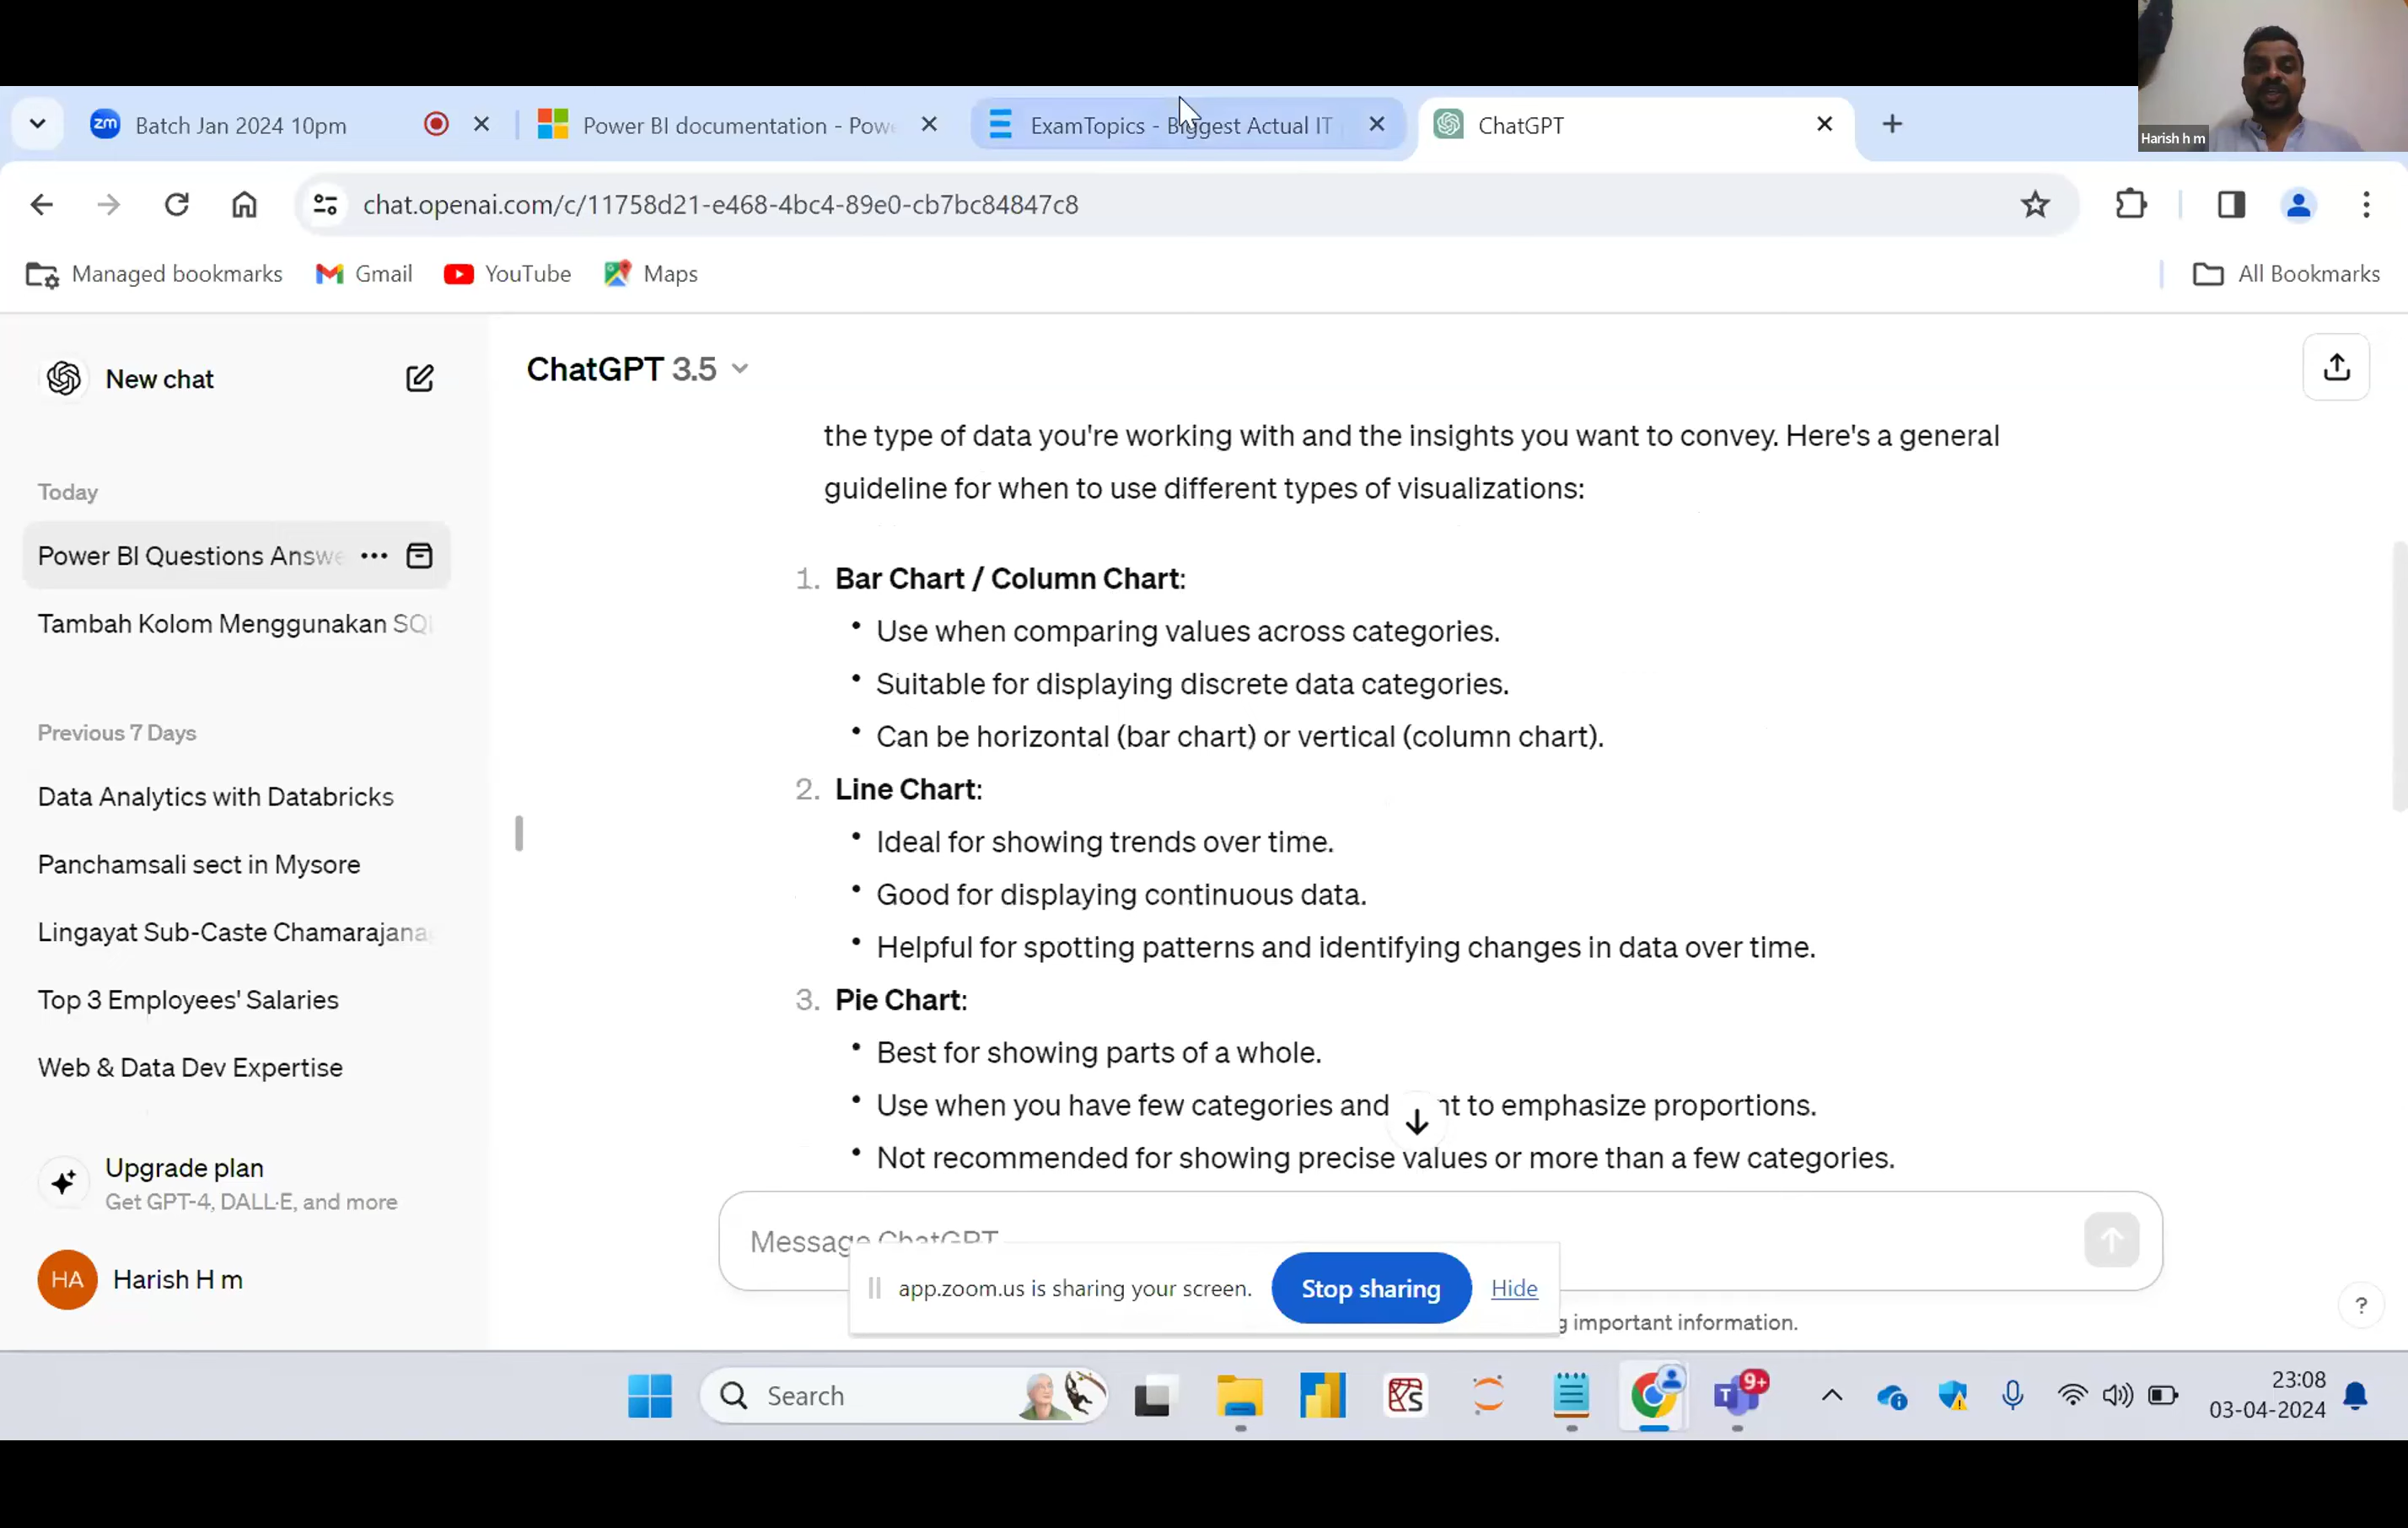 Harish h m
Batch Jan 2024 10pm
Power BI documentation - Pow
ExamTopics - Biggest Actual IT
ChatGPT
chat.openai.com/c/11758d21-e468-4bc4-89e0-cb7bc84847c8
Managed bookmarks
Gmail
YouTube
Maps
All Bookmarks
New chat
Today
Power BI Questions Answe
Tambah Kolom Menggunakan SQ
Previous 7 Days
Data Analytics with Databricks
Panchamsali sect in Mysore
Lingayat Sub-Caste Chamarajana
Top 3 Employees' Salaries
Web & Data Dev Expertise
Upgrade plan
Get GPT-4, DALL·E, and more
HA Harish H m
ChatGPT 3.5
the type of data you're working with and the insights you want to convey. Here's a general
guideline for when to use different types of visualizations:
1. Bar Chart / Column Chart:
• Use when comparing values across categories.
• Suitable for displaying discrete data categories.
• Can be horizontal (bar chart) or vertical (column chart).
2. Line Chart:
• Ideal for showing trends over time.
• Good for displaying continuous data.
• Helpful for spotting patterns and identifying changes in data over time.
3. Pie Chart:
• Best for showing parts of a whole.
• Use when you have few categories and nt to emphasize proportions.
• Not recommended for showing precise values or more than a few categories.
Message ChatGPT
app.zoom.us is sharing your screen. Stop sharing Hide
g important information.
?
Search
9+
23:08
03-04-2024